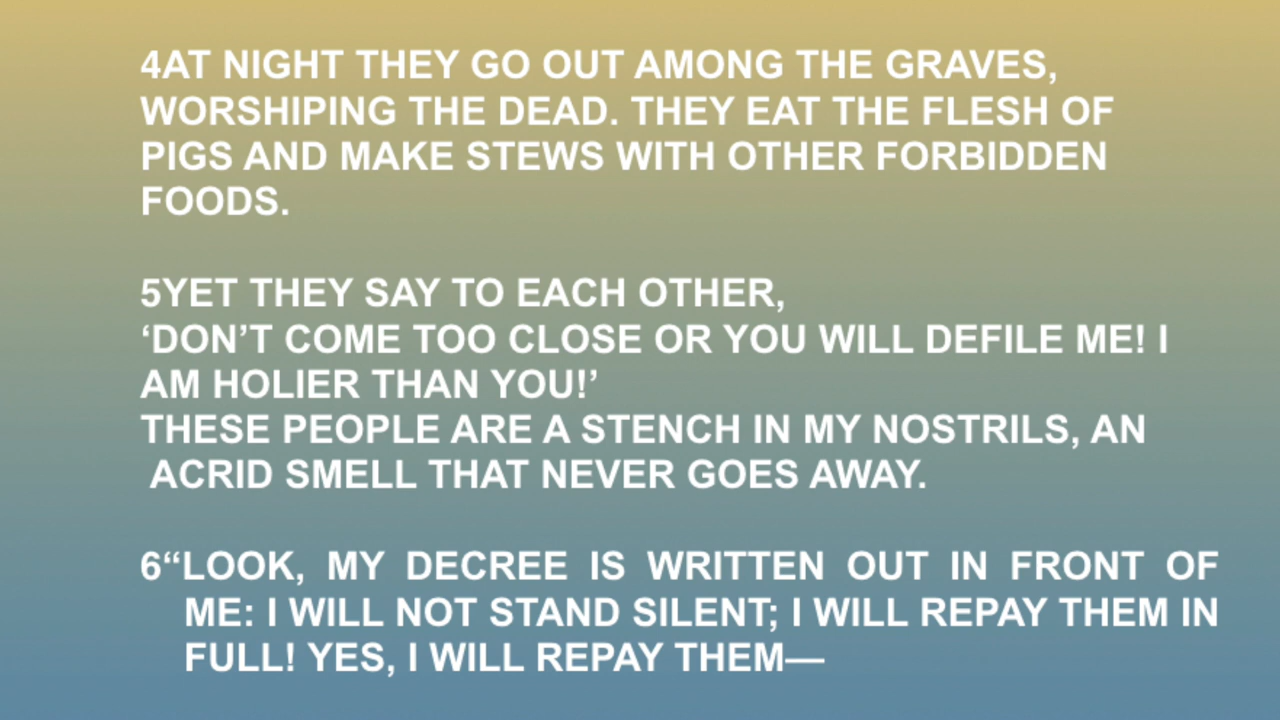 4AT NIGHT THEY GO OUT AMONG THE GRAVES,
WORSHIPING THE DEAD. THEY EAT THE FLESH OF
PIGS AND MAKE STEWS WITH OTHER FORBIDDEN
FOODS.
5YET THEY SAY TO EACH OTHER,
‘DON’T COME TOO CLOSE OR YOU WILL DEFILE ME! I
AM HOLIER THAN YOU!’
THESE PEOPLE ARE A STENCH IN MY NOSTRILS, AN
ACRID SMELL THAT NEVER GOES AWAY.
6“LOOK, MY DECREE IS WRITTEN OUT IN FRONT OF
ME: I WILL NOT STAND SILENT; I WILL REPAY THEM IN
FULL! YES, I WILL REPAY THEM—